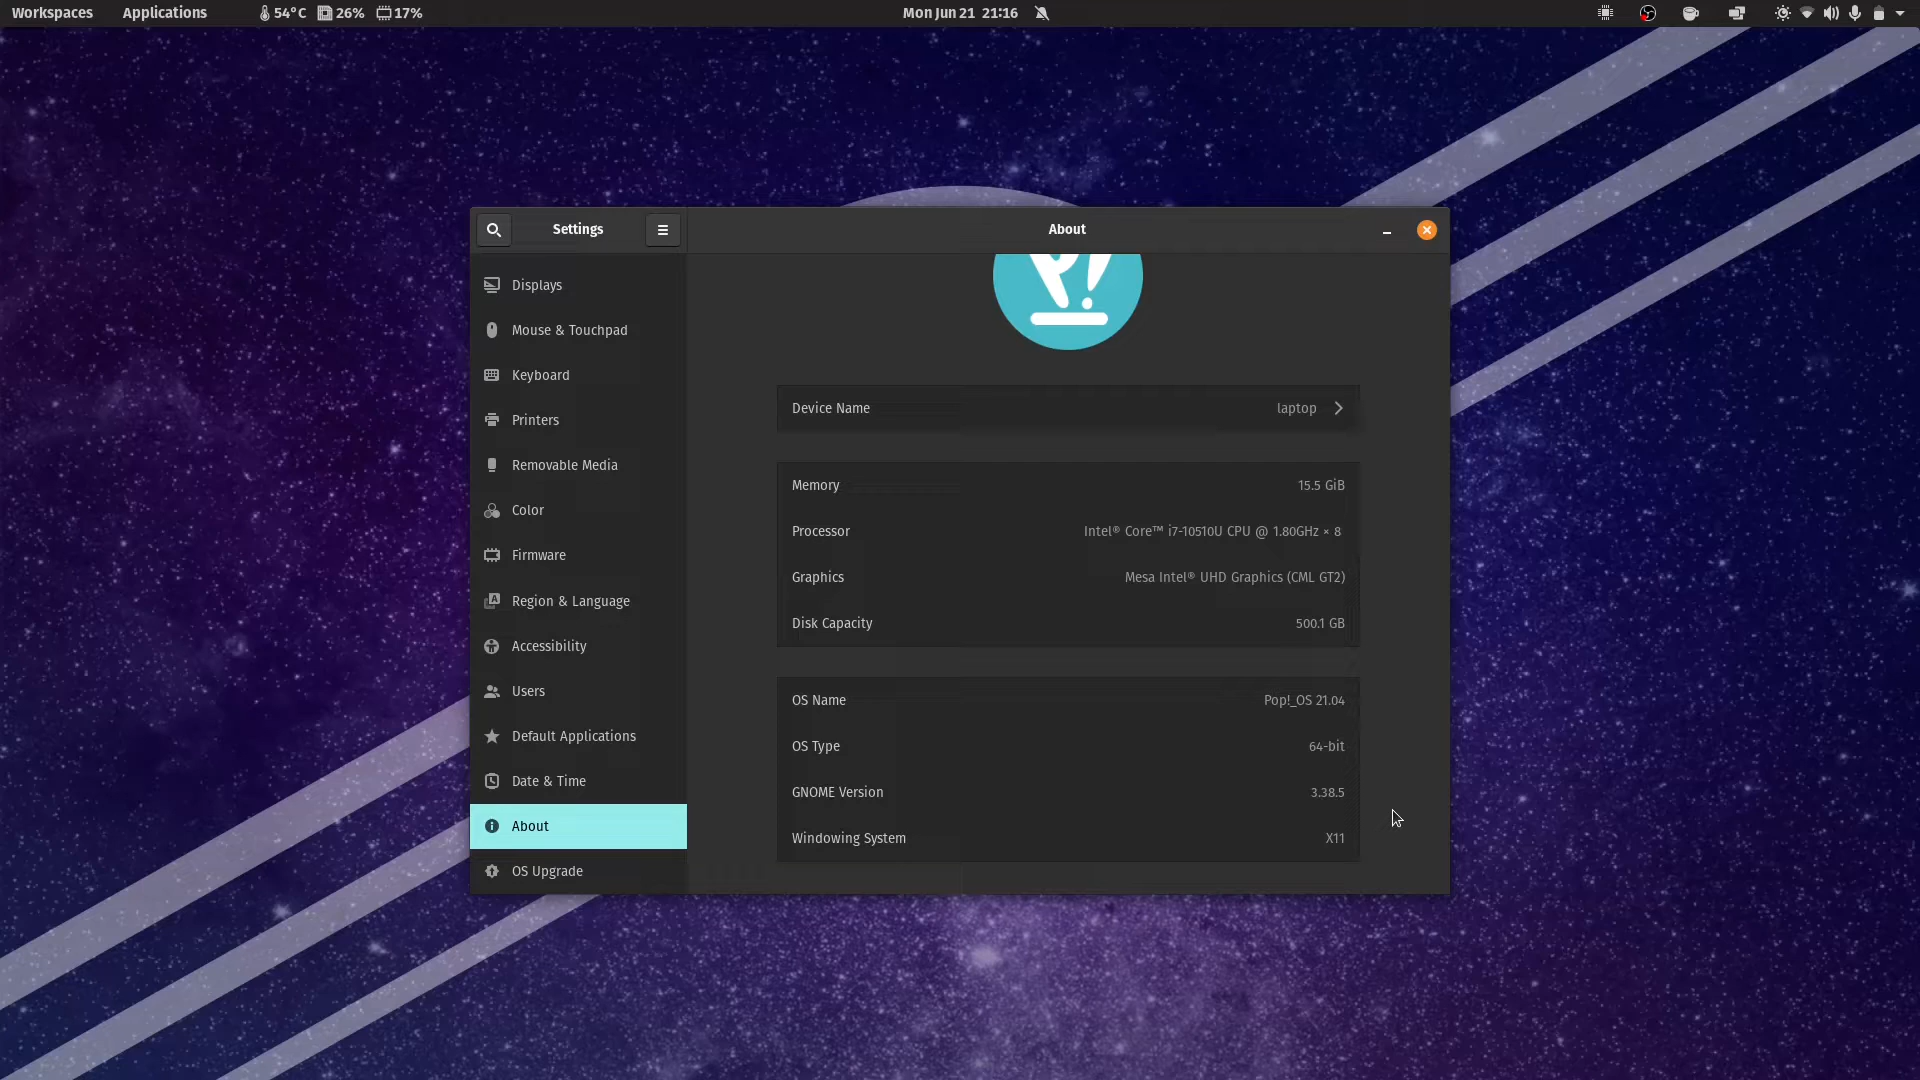 Workspaces Applications 54°C 26% 17% Mon Jun 21 21:16
Settings About
Displays
Mouse & Touchpad
Keyboard
Printers
Removable Media
Color
Firmware
Region & Language
Accessibility
Users
Default Applications
Date & Time
About
OS Upgrade
Device Name laptop
Memory 15.5 GiB
Processor Intel® Core™ i7-10510U CPU @ 1.80GHz × 8
Graphics Mesa Intel® UHD Graphics (CML GT2)
Disk Capacity 500.1 GB
OS Name Pop!_OS 21.04
OS Type 64-bit
GNOME Version 3.38.5
Windowing System X11